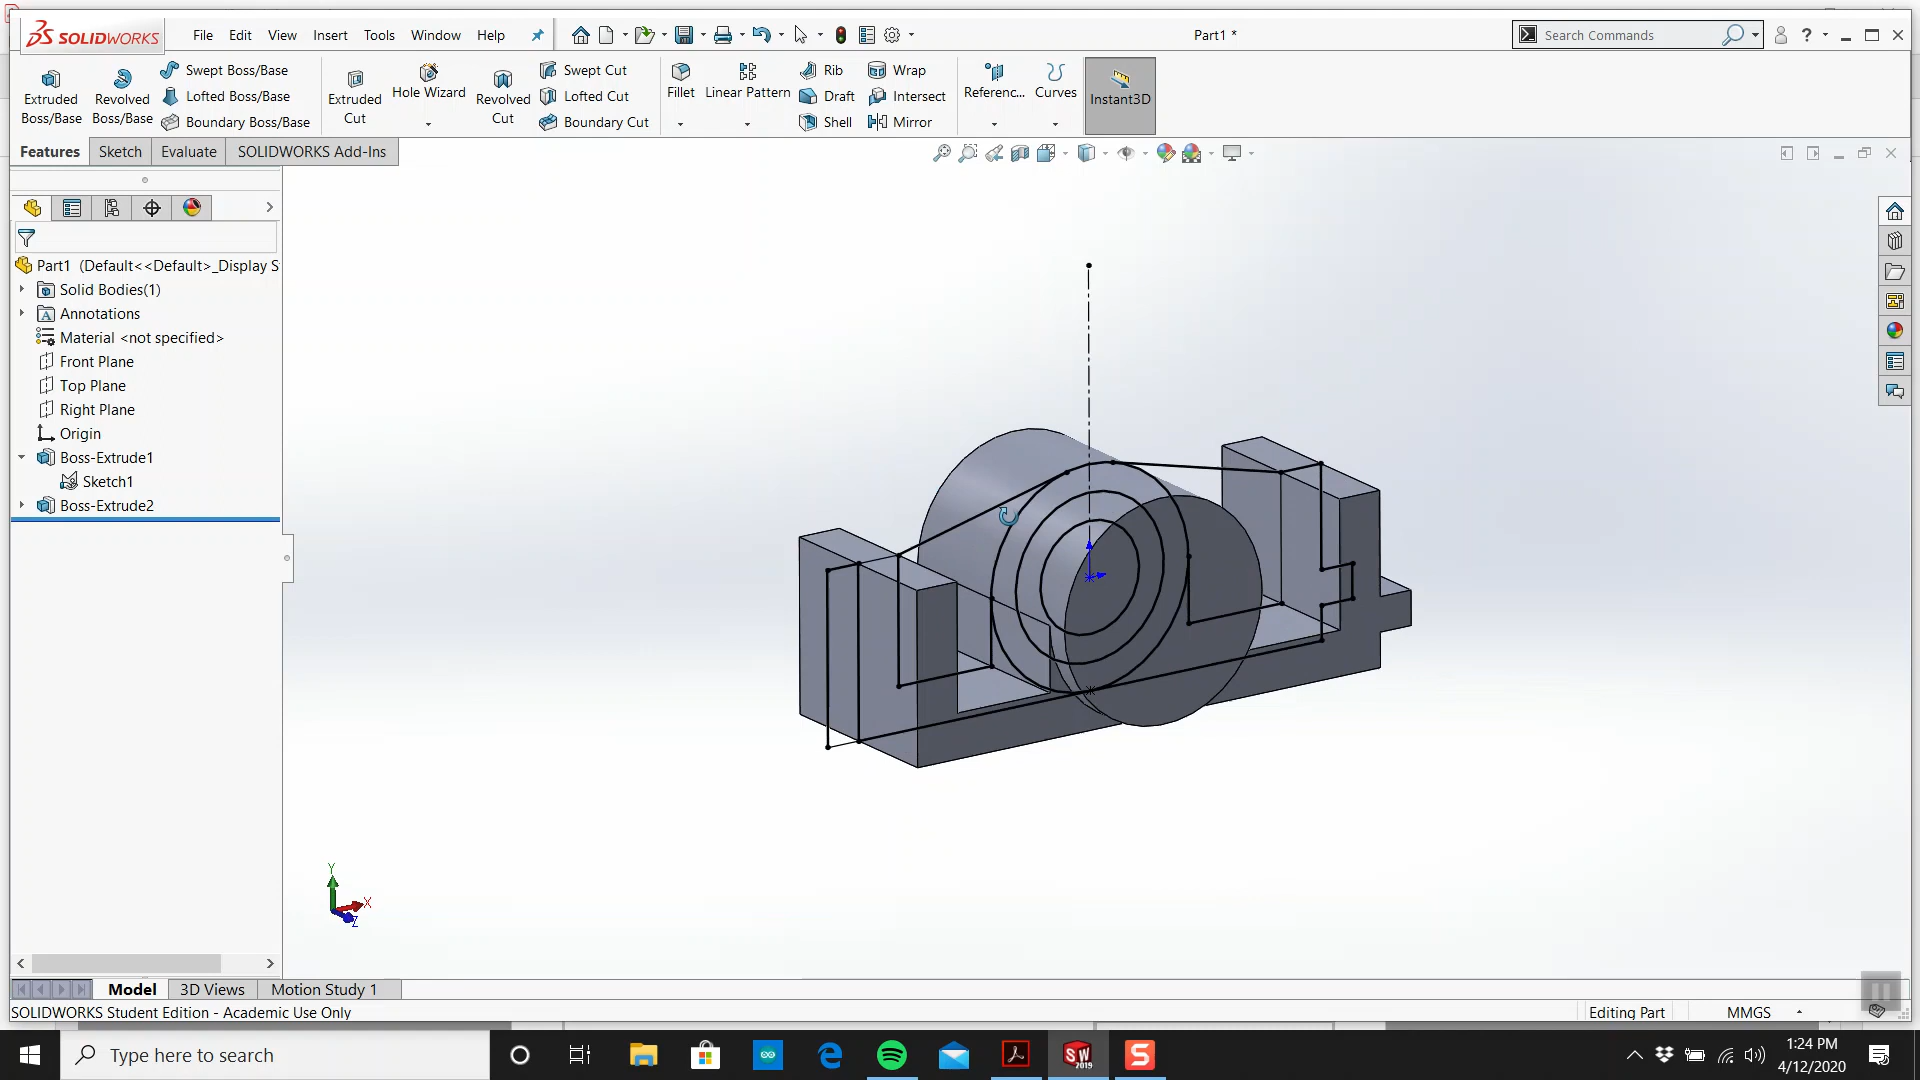 SOLIDWORKS File Edit View Insert Tools Window Help Part1 * Search Commands ?
Extruded Boss/Base
Revolved Boss/Base
Swept Boss/Base
Lofted Boss/Base
Boundary Boss/Base
Extruded Cut
Hole Wizard
Revolved Cut
Swept Cut
Lofted Cut
Boundary Cut
Fillet
Linear Pattern
Rib
Draft
Shell
Wrap
Intersect
Mirror
Referenc...
Curves
Instant3D
Features Sketch Evaluate SOLIDWORKS Add-Ins
Part1 (Default<<Default>_Display S
Solid Bodies(1)
Annotations
Material <not specified>
Front Plane
Top Plane
Right Plane
Origin
Boss-Extrude1
Sketch1
Boss-Extrude2
Y
X
Z
Model 3D Views Motion Study 1
SOLIDWORKS Student Edition - Academic Use Only Editing Part MMGS
Type here to search
SW
2019
S
1:24 PM
4/12/2020